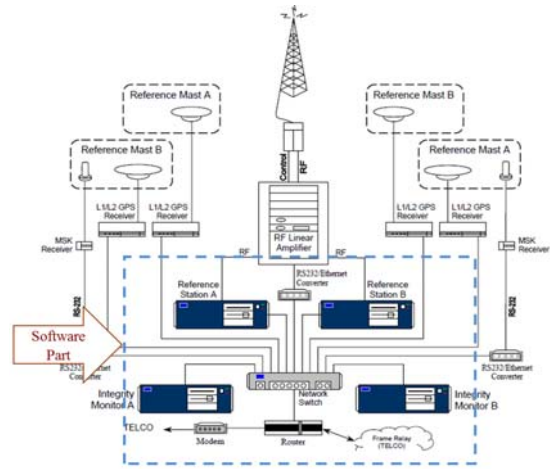 Reference Mast A
Reference Mast B
Reference Mast B
Reference Mast A
L1/L2 GPS
Receiver
L1/L2 GPS
Receiver
L1/L2 GPS
Receiver
L1/L2 GPS
Receiver
MSK
Receiver
MSK
Receiver
Control
RF
RF Linear
Amplifier
RF
RF
RS-232
RS-232
Reference
Station A
RS232/Ethernet
Converter
Reference
Station B
Software
Part
RS232/Ethernet
Converter
RS232/Ethernet
Converter
Integrity
Monitor A
Network
Switch
Integrity
Monitor B
TELCO
Modem
Router
Frame Relay
(TELCO)